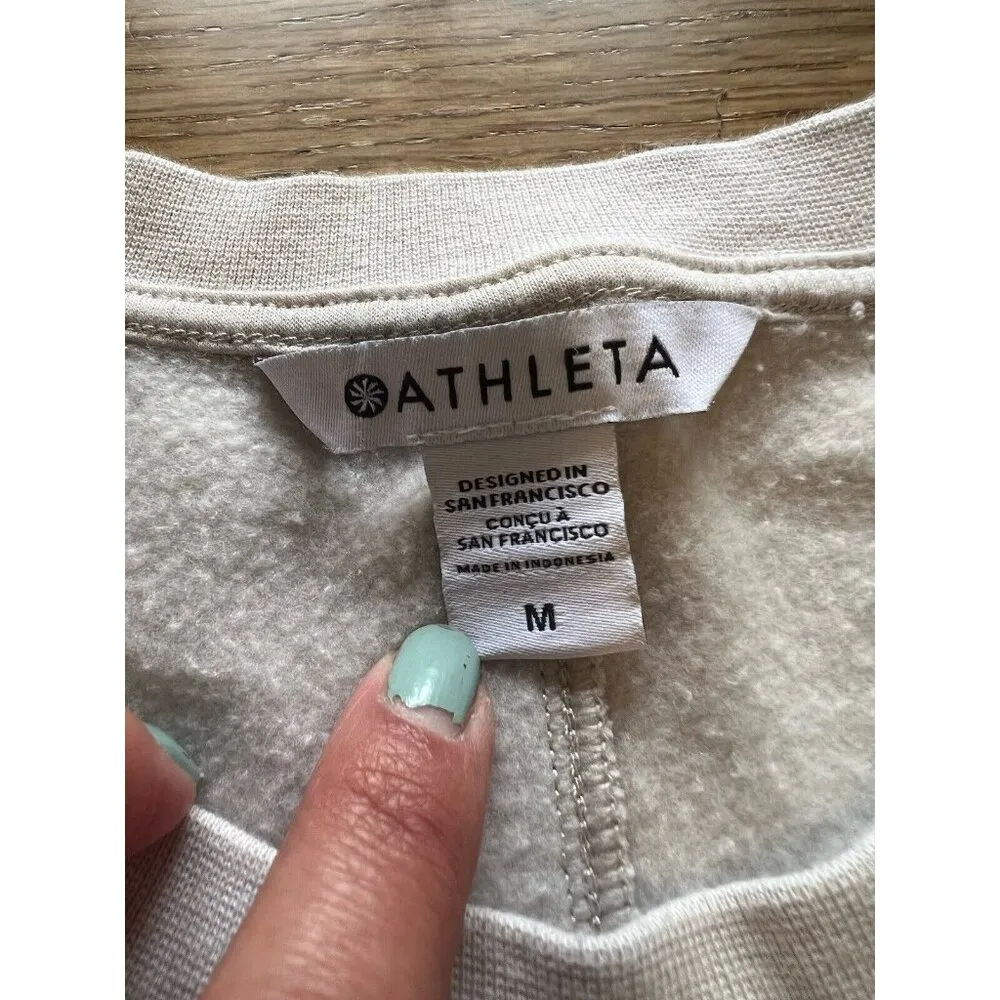 ATHLETA
DESIGNED IN
SAN FRANCISCO
CONÇU À
SAN FRANCISCO
MADE IN INDONESIA
M